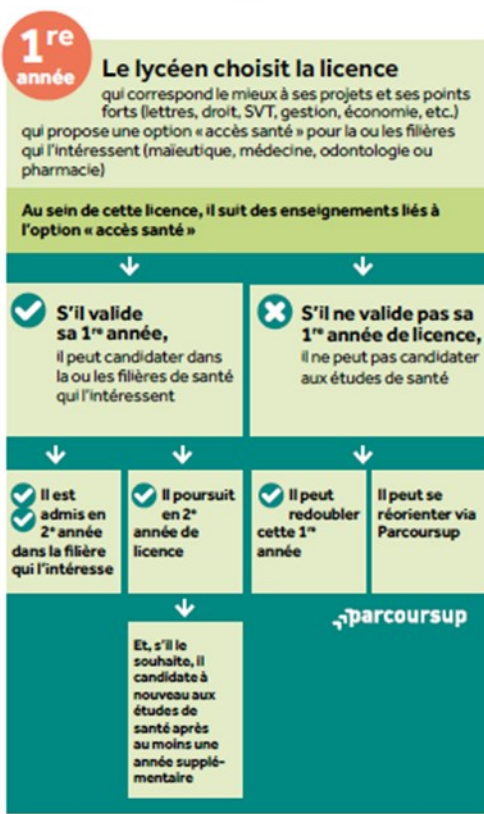 1re
année
Le lycéen choisit la licence
qui correspond le mieux à ses projets et ses points
forts (lettres, droit, SVT, gestion, économie, etc.)
qui propose une option « accès santé » pour la ou les filières
qui l'intéressent (maïeutique, médecine, odontologie ou
pharmacie)
Au sein de cette licence, il suit des enseignements liés à
l'option « accès santé »
S'il valide
sa 1re année,
il peut candidater dans
la ou les filières de santé
qui l'intéressent
S'il ne valide pas sa
1re année de licence,
il ne peut pas candidater
aux études de santé
Il est
admis en
2e année
dans la filière
qui l'intéresse
Il poursuit
en 2e
année de
licence
Il peut
redoubler
cette 1re
année
Il peut se
réorienter via
Parcoursup
Et, s'il le
souhaite, il
candidate à
nouveau aux
études de
santé après
au moins une
année supplé-
mentaire
parcoursup